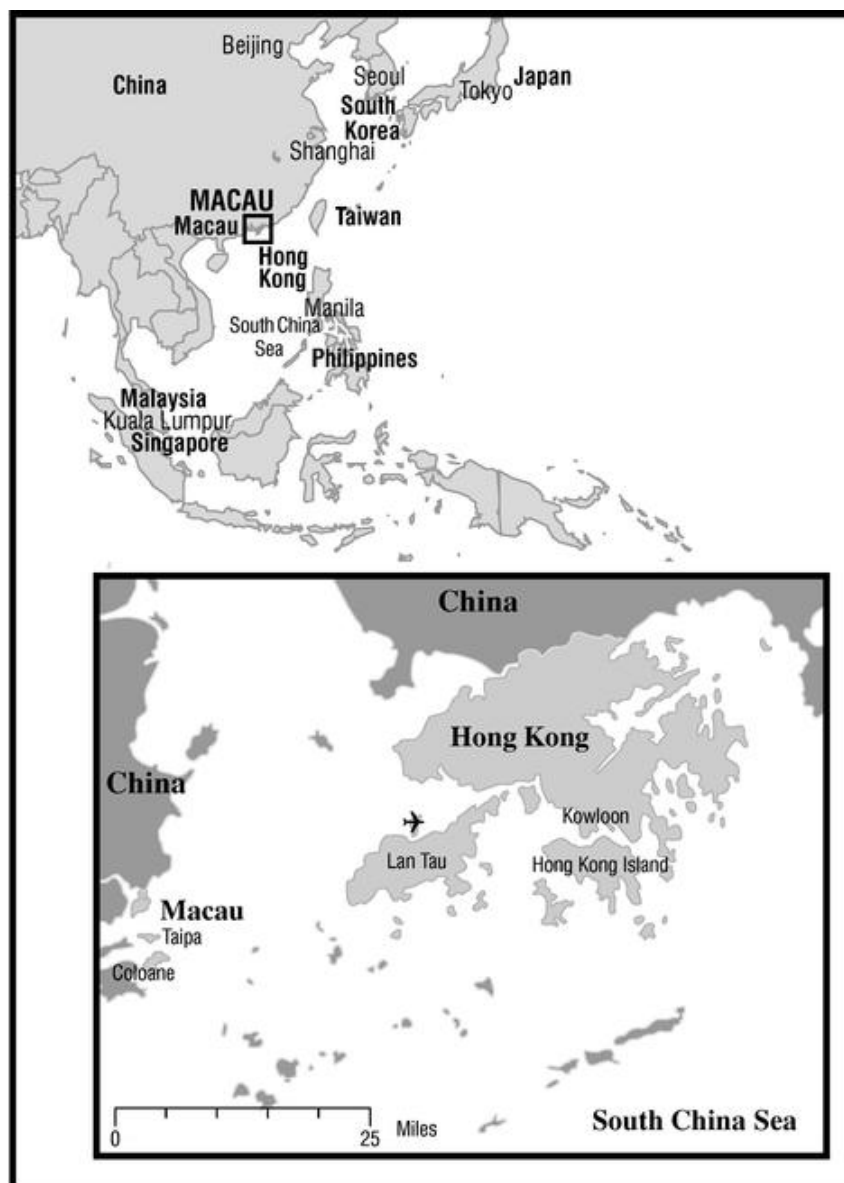 Beijing
China
Seoul
Tokyo
Japan
South
Korea
Shanghai
MACAU
Macau
Taiwan
Hong
Kong
Manila
South China
Sea
Philippines
Malaysia
Kuala Lumpur
Singapore
China
Hong Kong
China
Kowloon
Lan Tau
Hong Kong Island
Macau
Taipa
Coloane
0
25
Miles
South China Sea